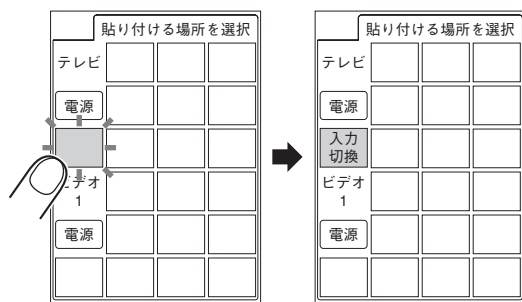 貼り付ける場所を選択
テレビ
電源
ビデオ
1
電源
貼り付ける場所を選択
テレビ
電源
入力
切換
ビデオ
1
電源